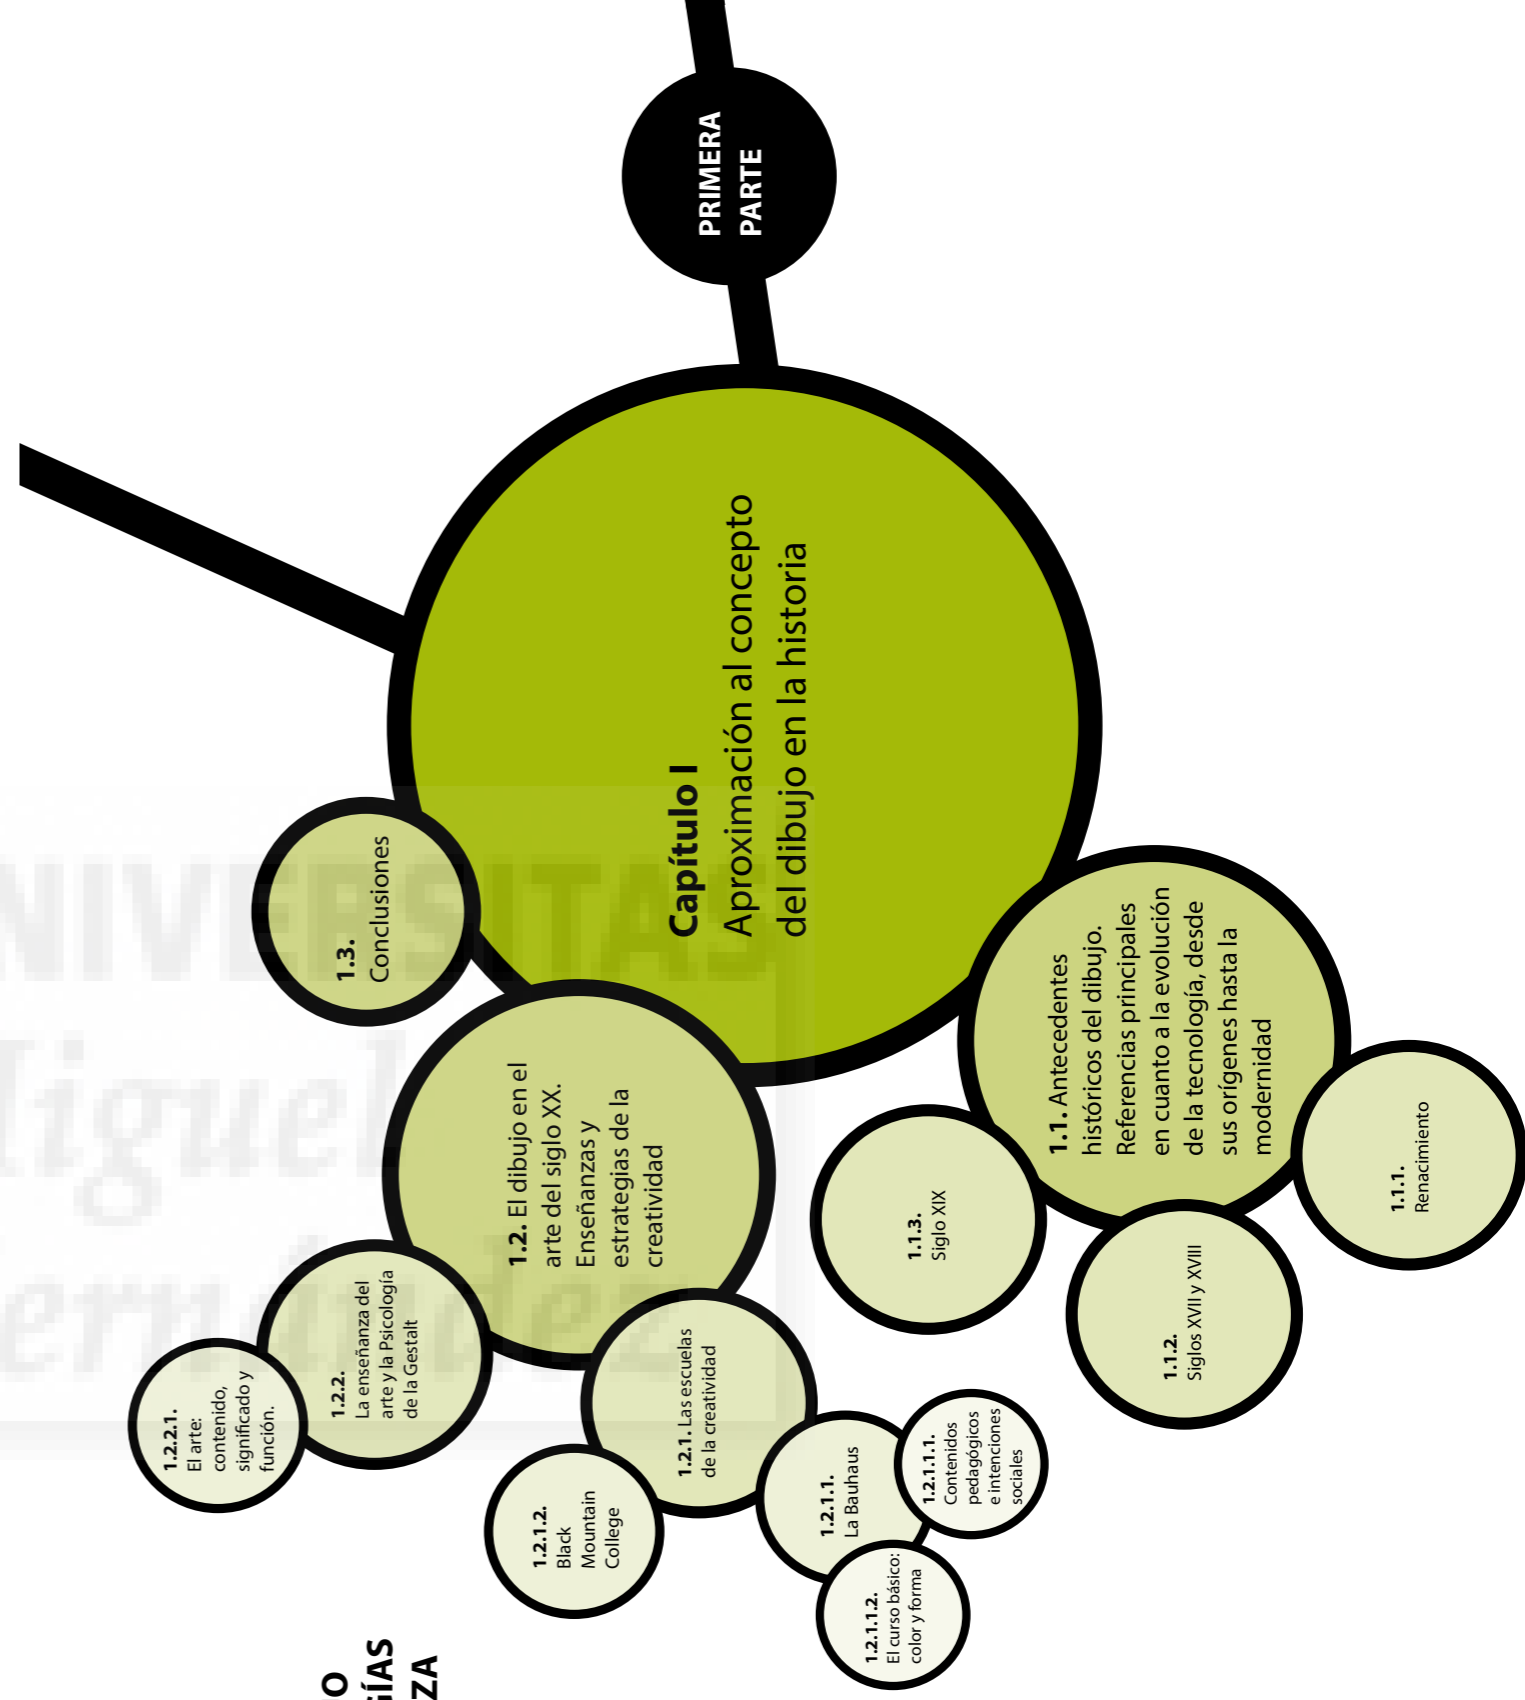 PRIMERA
PARTE
Capítulo I
Aproximación al concepto
del dibujo en la historia
1.1. Antecedentes
históricos del dibujo.
Referencias principales
en cuanto a la evolución
de la tecnología, desde
sus orígenes hasta la
modernidad
1.1.1.
Renacimiento
1.1.2.
Siglos XVII y XVIII
1.1.3.
Siglo XIX
1.2. El dibujo en el
arte del siglo XX.
Enseñanzas y
estrategias de la
creatividad
1.2.1. Las escuelas
de la creatividad
1.2.1.1.
La Bauhaus
1.2.1.1.1.
Contenidos
pedagógicos
e intenciones
sociales
1.2.1.1.2.
El curso básico:
color y forma
1.2.1.2.
Black
Mountain
College
1.2.2.
La enseñanza del
arte y la Psicología
de la Gestalt
1.2.2.1.
El arte:
contenido,
significado y
función.
1.3.
Conclusiones
NIVERSITAS
Miguel
ernández